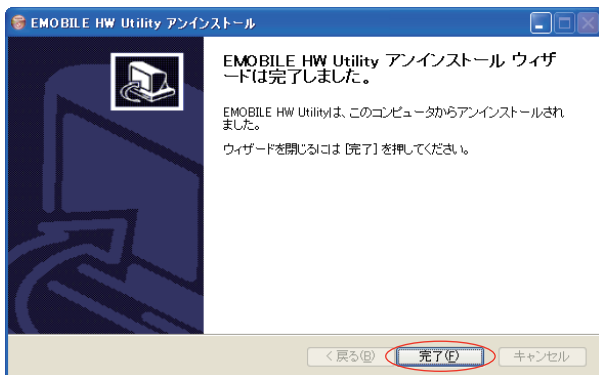 EMOBILE HW Utility アンインストール
EMOBILE HW Utility アンインストール ウィザ
ードは完了しました。
EMOBILE HW Utilityは、このコンピュータからアンインストールされ
ました。
ウィザードを閉じるには [完了] を押してください。
< 戻る(B)
完了(F)
キャンセル